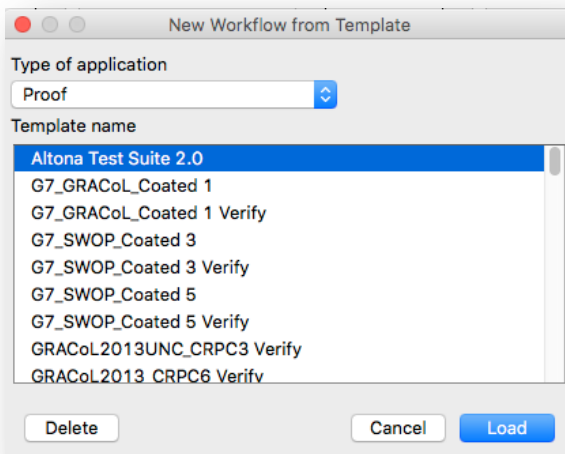 New Workflow from Template
Type of application
Proof
Template name
Altona Test Suite 2.0
G7_GRACoL_Coated 1
G7_GRACoL_Coated 1 Verify
G7_SWOP_Coated 3
G7_SWOP_Coated 3 Verify
G7_SWOP_Coated 5
G7_SWOP_Coated 5 Verify
GRACoL2013UNC_CRPC3 Verify
GRACoL2013_CRPC6 Verify
Delete Cancel Load